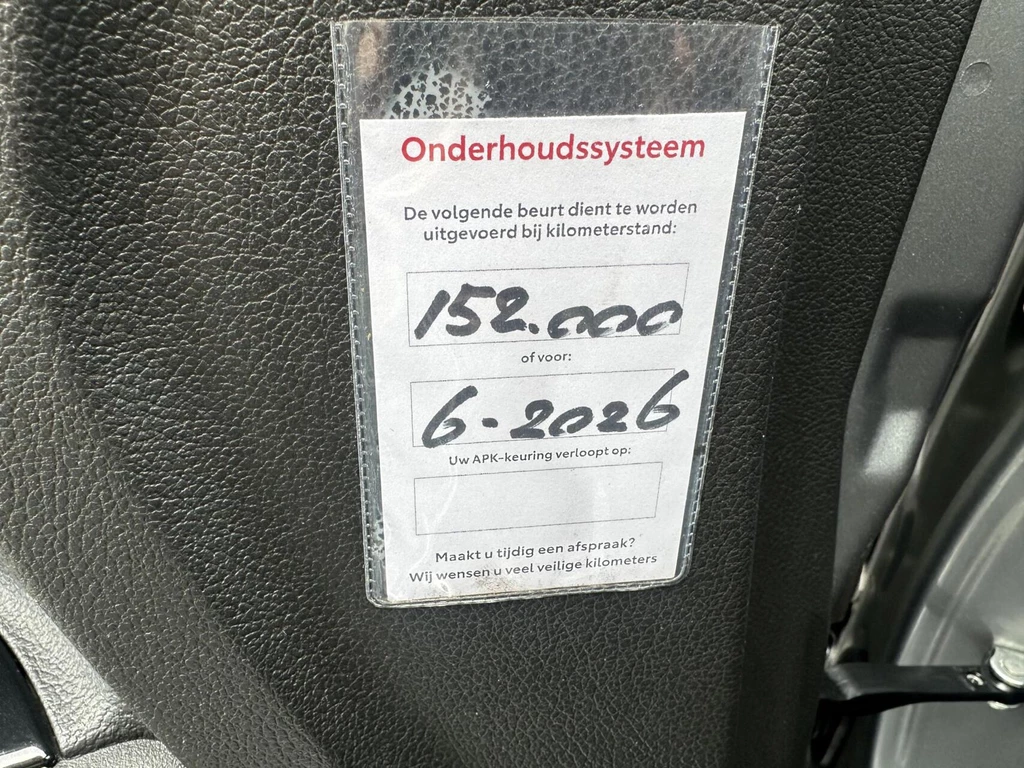 Onderhoudssysteem
De volgende beurt dient te worden
uitgevoerd bij kilometerstand:
152.000
of voor:
6-2026
Uw APK-keuring verloopt op:
Maakt u tijdig een afspraak?
Wij wensen u veel veilige kilometers